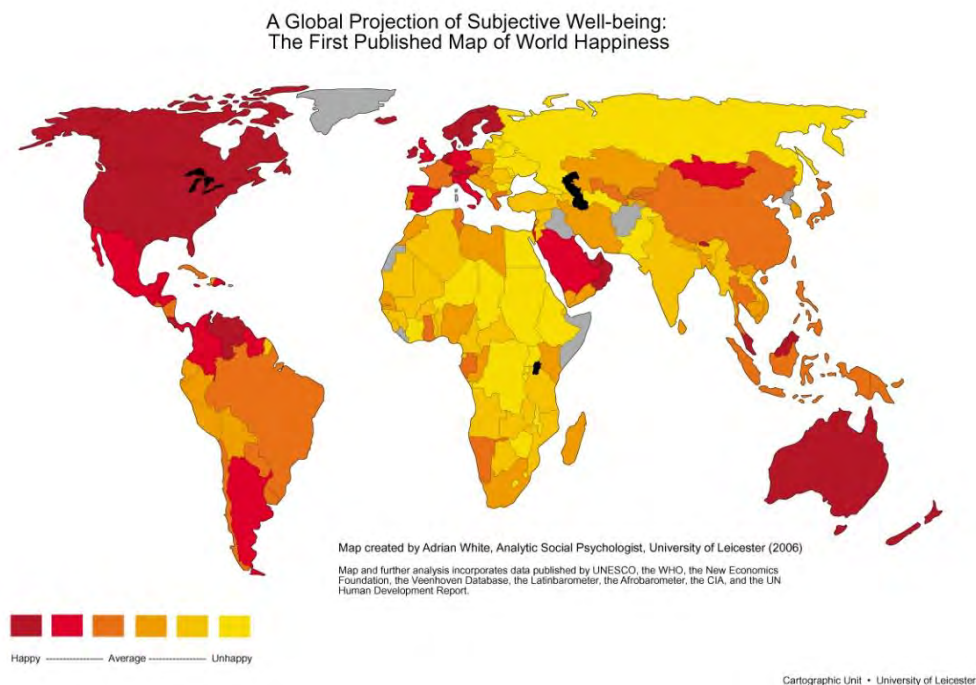 A Global Projection of Subjective Well-being:
The First Published Map of World Happiness
Map created by Adrian White, Analytic Social Psychologist, University of Leicester (2006)
Map and further analysis incorporates data published by UNESCO, the WHO, the New Economics
Foundation, the Veenhoven Database, the Latinbarometer, the Afrobarometer, the CIA, and the UN
Human Development Report.
Happy ---------------- Average ---------------- Unhappy
Cartographic Unit • University of Leicester